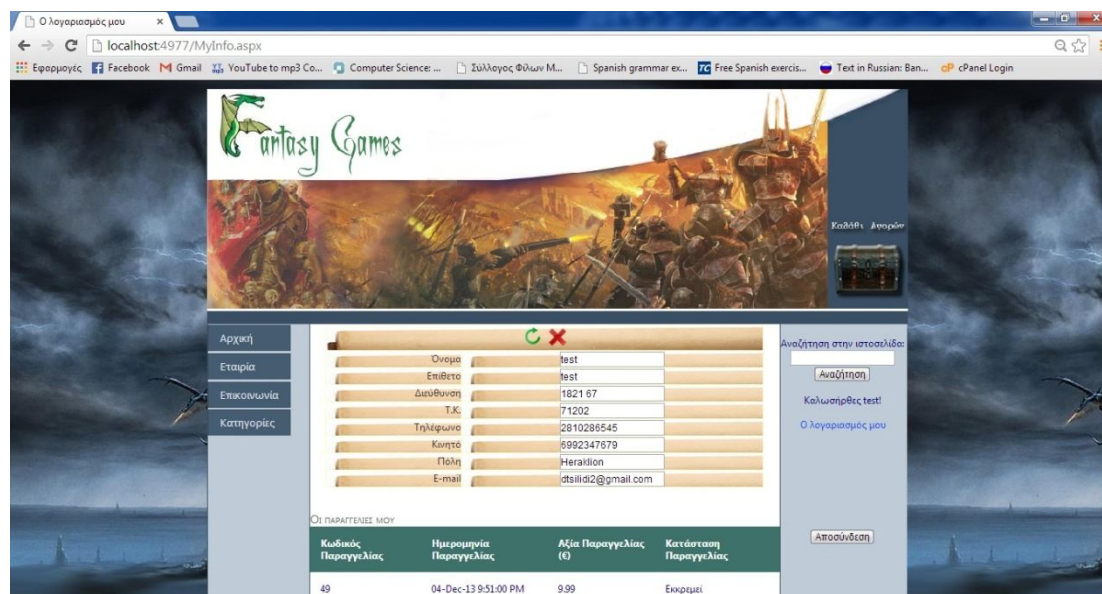 Ο λογαριασμός μου
localhost:4977/MyInfo.aspx
Εφαρμογές Facebook Gmail YouTube to mp3 Co... Computer Science: ... Σύλλογος Φίλων Μ... Spanish grammar ex... TC Free Spanish exercis... Text in Russian: Ban... cP cPanel Login
Fantasy Games
Καλάθι Αγορών
Αρχική
Εταιρία
Επικοινωνία
Κατηγορίες
Όνομα test
Επίθετο test
Διεύθυνση 1821 67
Τ.Κ. 71202
Τηλέφωνο 2810286545
Κινητό 6992347679
Πόλη Heraklion
E-mail dtsilidi2@gmail.com
Αναζήτηση στην ιστοσελίδα:
Αναζήτηση
Καλωσήρθες test!
Ο λογαριασμός μου
Αποσύνδεση
Οι παραγγελιες μου
Κωδικός Παραγγελίας Ημερομηνία Παραγγελίας Αξία Παραγγελίας (€) Κατάσταση Παραγγελίας
49 04-Dec-13 9:51:00 PM 9.99 Εκκρεμεί